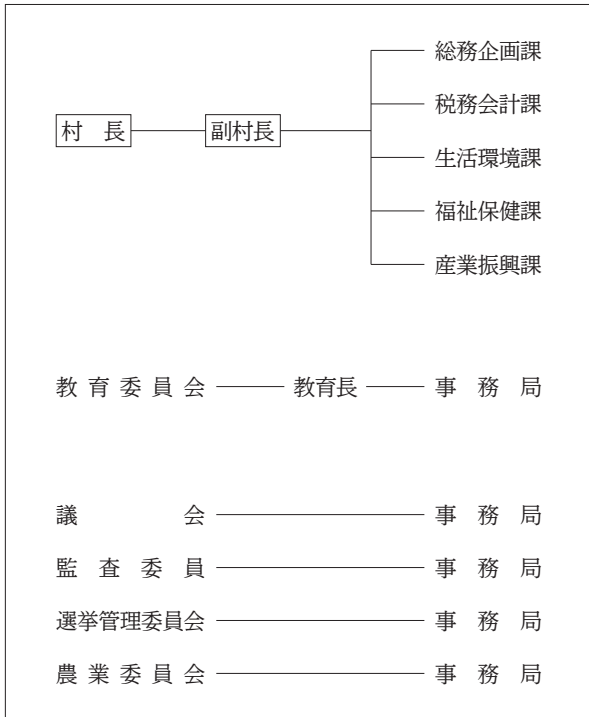 総務企画課
税務会計課
村長 副村長
生活環境課
福祉保健課
産業振興課
教育委員会 教育長 事務局
議会 事務局
監査委員 事務局
選挙管理委員会 事務局
農業委員会 事務局